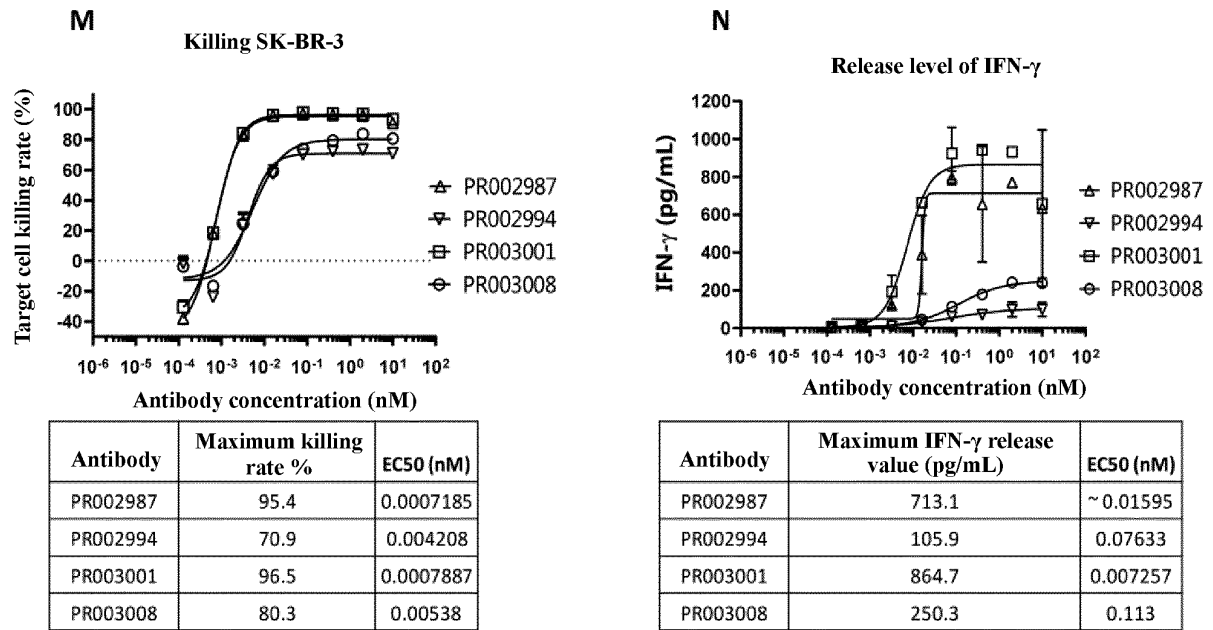 M
Killing SK-BR-3
Target cell killing rate (%)
100
80
60
40
20
0
-20
-40
10-6 10-5 10-4 10-3 10-2 10-1 100 101 102
Antibody concentration (nM)
PR002987
PR002994
PR003001
PR003008
Antibody Maximum killing rate % EC50 (nM)
PR002987 95.4 0.0007185
PR002994 70.9 0.004208
PR003001 96.5 0.0007887
PR003008 80.3 0.00538
N
Release level of IFN-γ
IFN-γ (pg/mL)
1200
1000
800
600
400
200
0
10-6 10-5 10-4 10-3 10-2 10-1 100 101 102
Antibody concentration (nM)
PR002987
PR002994
PR003001
PR003008
Antibody Maximum IFN-γ release value (pg/mL) EC50 (nM)
PR002987 713.1 ~ 0.01595
PR002994 105.9 0.07633
PR003001 864.7 0.007257
PR003008 250.3 0.113